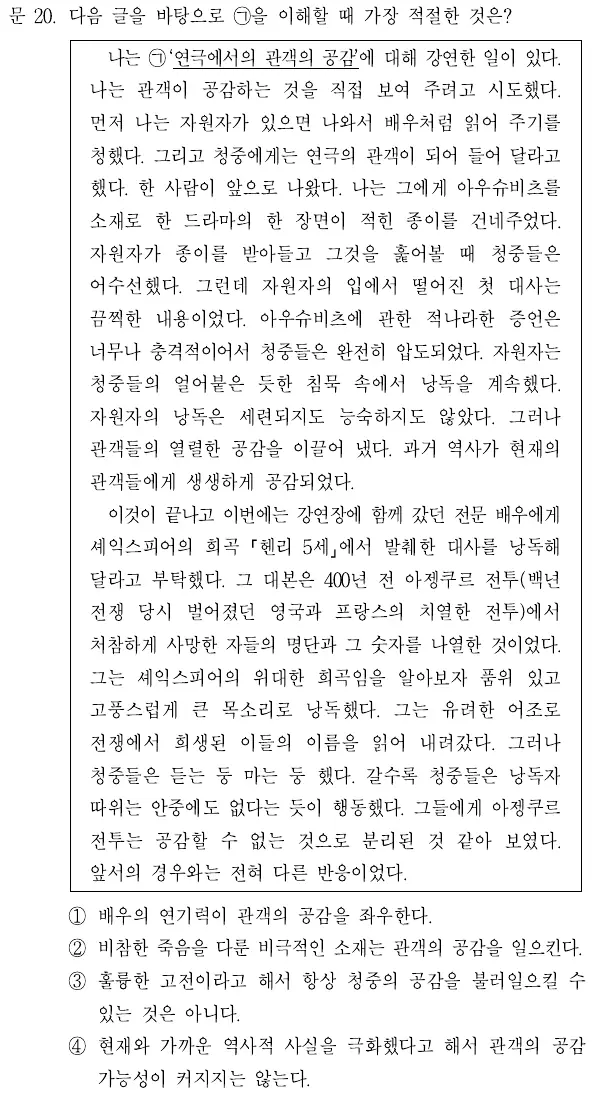 문 20. 다음 글을 바탕으로 ㉠을 이해할 때 가장 적절한 것은?
나는 ㉠‘연극에서의 관객의 공감’에 대해 강연한 일이 있다.
나는 관객이 공감하는 것을 직접 보여 주려고 시도했다.
먼저 나는 자원자가 있으면 나와서 배우처럼 읽어 주기를
청했다. 그리고 청중에게는 연극의 관객이 되어 들어 달라고
했다. 한 사람이 앞으로 나왔다. 나는 그에게 아우슈비츠를
소재로 한 드라마의 한 장면이 적힌 종이를 건네주었다.
자원자가 종이를 받아들고 그것을 훑어볼 때 청중들은
어수선했다. 그런데 자원자의 입에서 떨어진 첫 대사는
끔찍한 내용이었다. 아우슈비츠에 관한 적나라한 증언은
너무나 충격적이어서 청중들은 완전히 압도되었다. 자원자는
청중들의 얼어붙은 듯한 침묵 속에서 낭독을 계속했다.
자원자의 낭독은 세련되지도 능숙하지도 않았다. 그러나
관객들의 열렬한 공감을 이끌어 냈다. 과거 역사가 현재의
관객들에게 생생하게 공감되었다.
이것이 끝나고 이번에는 강연장에 함께 갔던 전문 배우에게
셰익스피어의 희곡 「헨리 5세」에서 발췌한 대사를 낭독해
달라고 부탁했다. 그 대본은 400년 전 아젱쿠르 전투(백년
전쟁 당시 벌어졌던 영국과 프랑스의 치열한 전투)에서
처참하게 사망한 자들의 명단과 그 숫자를 나열한 것이었다.
그는 셰익스피어의 위대한 희곡임을 알아보자 품위 있고
고풍스럽게 큰 목소리로 낭독했다. 그는 유려한 어조로
전쟁에서 희생된 이들의 이름을 읽어 내려갔다. 그러나
청중들은 듣는 둥 마는 둥 했다. 갈수록 청중들은 낭독자
따위는 안중에도 없다는 듯이 행동했다. 그들에게 아젱쿠르
전투는 공감할 수 없는 것으로 분리된 것 같아 보였다.
앞서의 경우와는 전혀 다른 반응이었다.
① 배우의 연기력이 관객의 공감을 좌우한다.
② 비참한 죽음을 다룬 비극적인 소재는 관객의 공감을 일으킨다.
③ 훌륭한 고전이라고 해서 항상 청중의 공감을 불러일으킬 수
있는 것은 아니다.
④ 현재와 가까운 역사적 사실을 극화했다고 해서 관객의 공감
가능성이 커지지는 않는다.